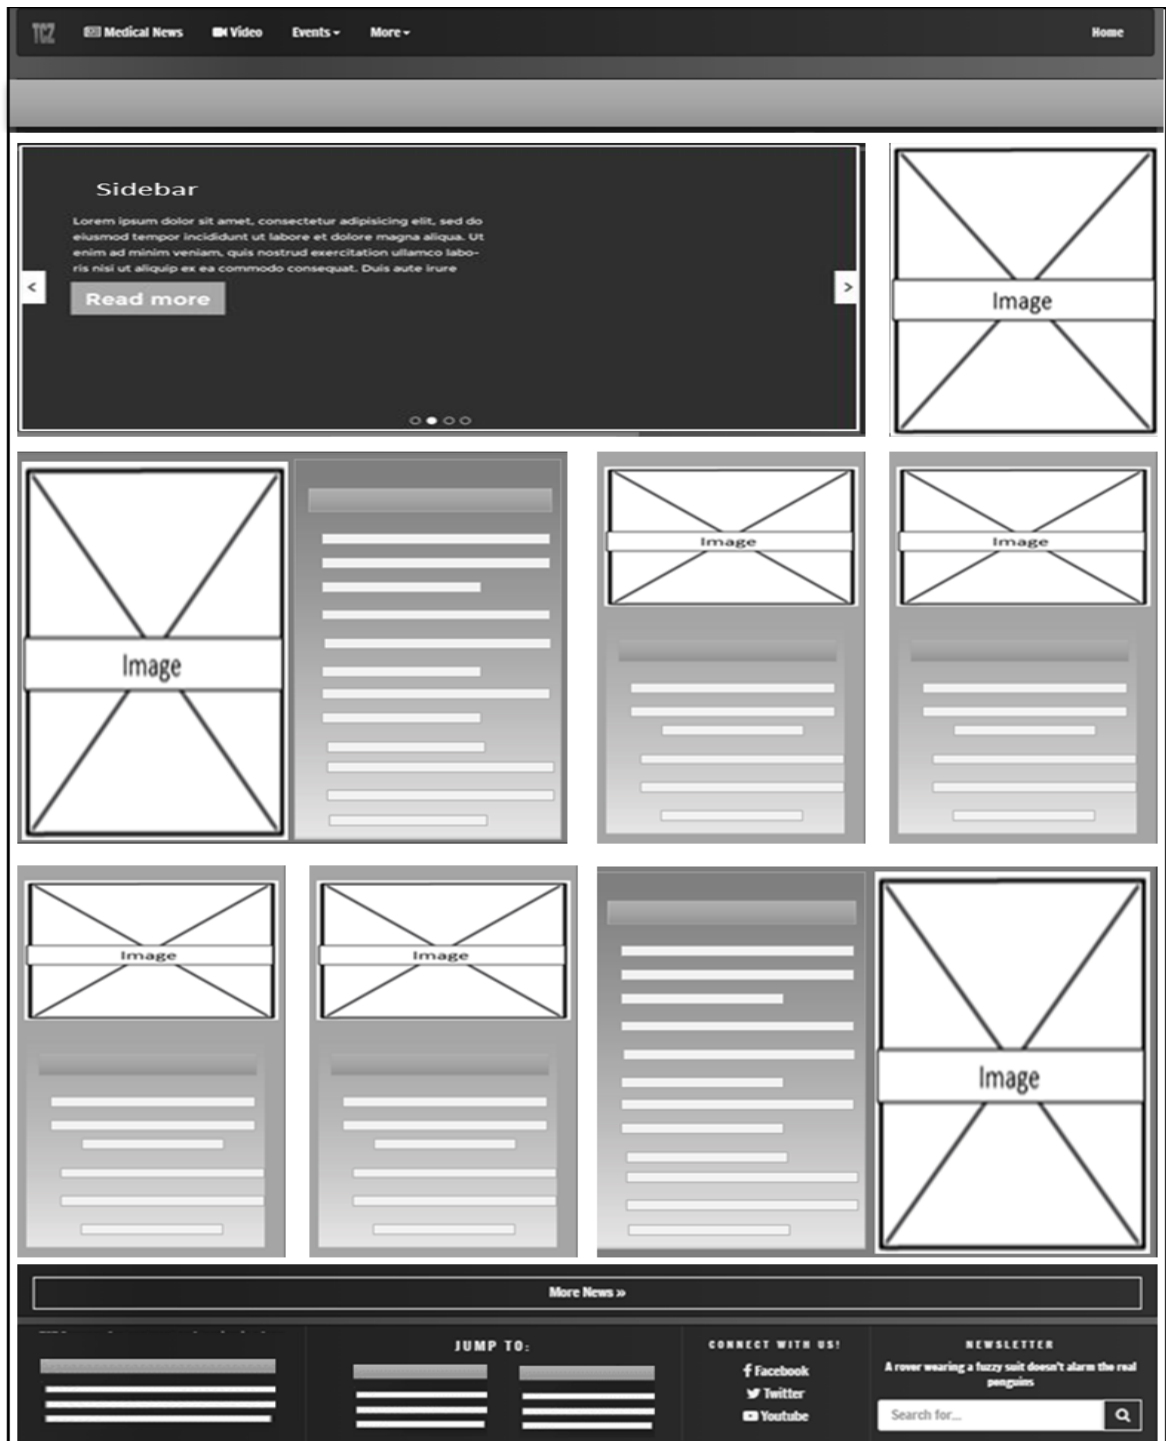 TCZ Medical News Video Events More Home
Sidebar
Lorem ipsum dolor sit amet, consectetur adipisicing elit, sed do
eiusmod tempor incididunt ut labore et dolore magna aliqua. Ut
enim ad minim veniam, quis nostrud exercitation ullamco labo-
ris nisi ut aliquip ex ea commodo consequat. Duis aute irure
Read more
< >
Image
Image
Image
Image
Image
Image
Image
More News »
JUMP TO:
CONNECT WITH US!
Facebook
Twitter
Youtube
NEWSLETTER
A rover wearing a fuzzy suit doesn't alarm the real
penguins
Search for...